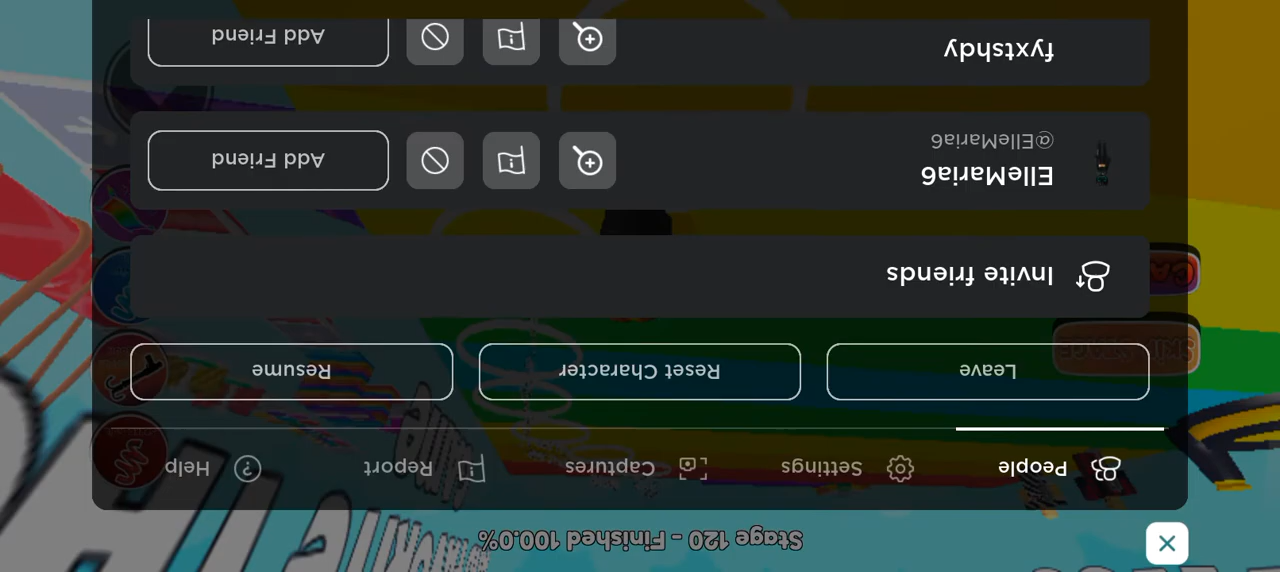 Stage 120 - Finished 100.0%
People
Settings
Captures
Report
Help
Leave
Reset Character
Resume
Invite friends
ElleMaria6
@ElleMaria6
Add Friend
fyxtshdy
Add Friend